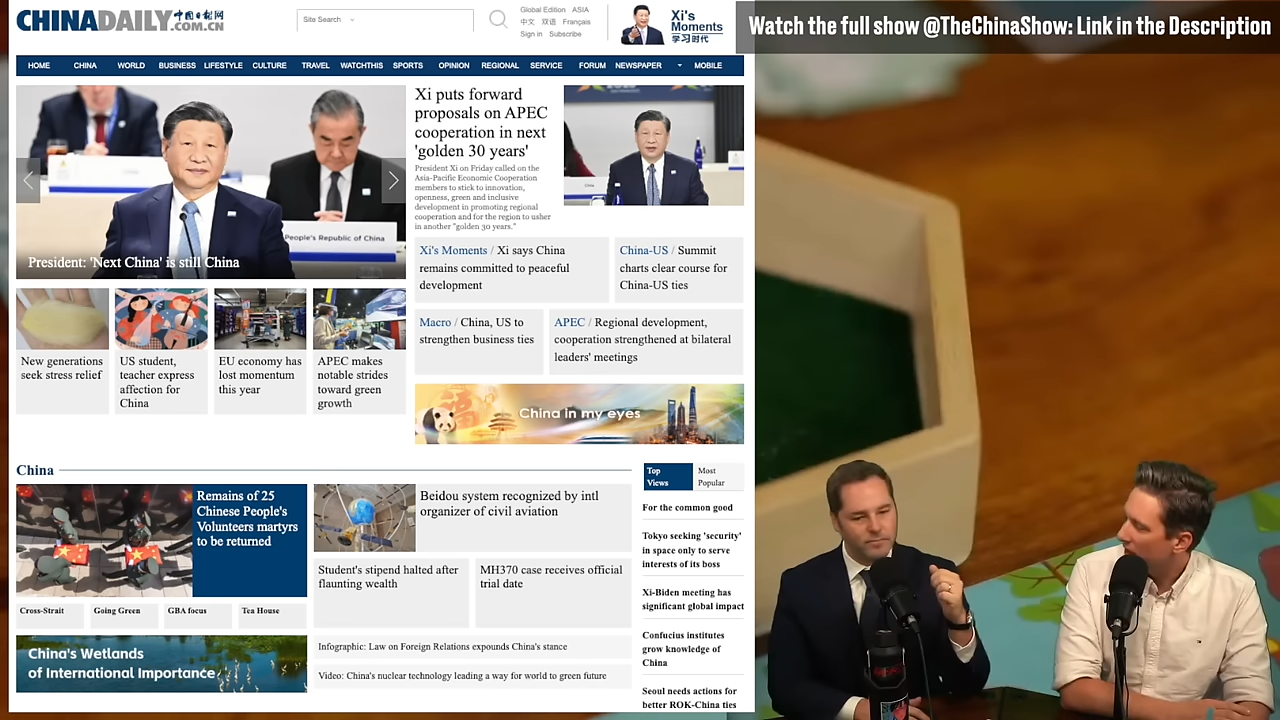 CHINADAILY 中国日报网
.COM.CN
Site Search
Global Edition ASIA
中文 双语 Français
Sign in Subscribe
Xi's
Moments
学习时代
Watch the full show @TheChinaShow: Link in the Description
HOME CHINA WORLD BUSINESS LIFESTYLE CULTURE TRAVEL WATCHTHIS SPORTS OPINION REGIONAL SERVICE FORUM NEWSPAPER MOBILE
People's Republic of China
President: 'Next China' is still China
Xi puts forward
proposals on APEC
cooperation in next
'golden 30 years'
President Xi on Friday called on the
Asia-Pacific Economic Cooperation
members to stick to innovation,
openness, green and inclusive
development in promoting regional
cooperation and for the region to usher
in another "golden 30 years."
Xi's Moments / Xi says China
remains committed to peaceful
development
China-US / Summit
charts clear course for
China-US ties
Macro / China, US to
strengthen business ties
APEC / Regional development,
cooperation strengthened at bilateral
leaders' meetings
New generations
seek stress relief
US student,
teacher express
affection for
China
EU economy has
lost momentum
this year
APEC makes
notable strides
toward green
growth
China in my eyes
China
Remains of 25
Chinese People's
Volunteers martyrs
to be returned
Cross-Strait Going Green GBA focus Tea House
China's Wetlands
of International Importance
Beidou system recognized by intl
organizer of civil aviation
Student's stipend halted after
flaunting wealth
MH370 case receives official
trial date
Infographic: Law on Foreign Relations expounds China's stance
Video: China's nuclear technology leading a way for world to green future
Top
Views
Most
Popular
For the common good
Tokyo seeking 'security'
in space only to serve
interests of its boss
Xi-Biden meeting has
significant global impact
Confucius institutes
grow knowledge of
China
Seoul needs actions for
better ROK-China ties